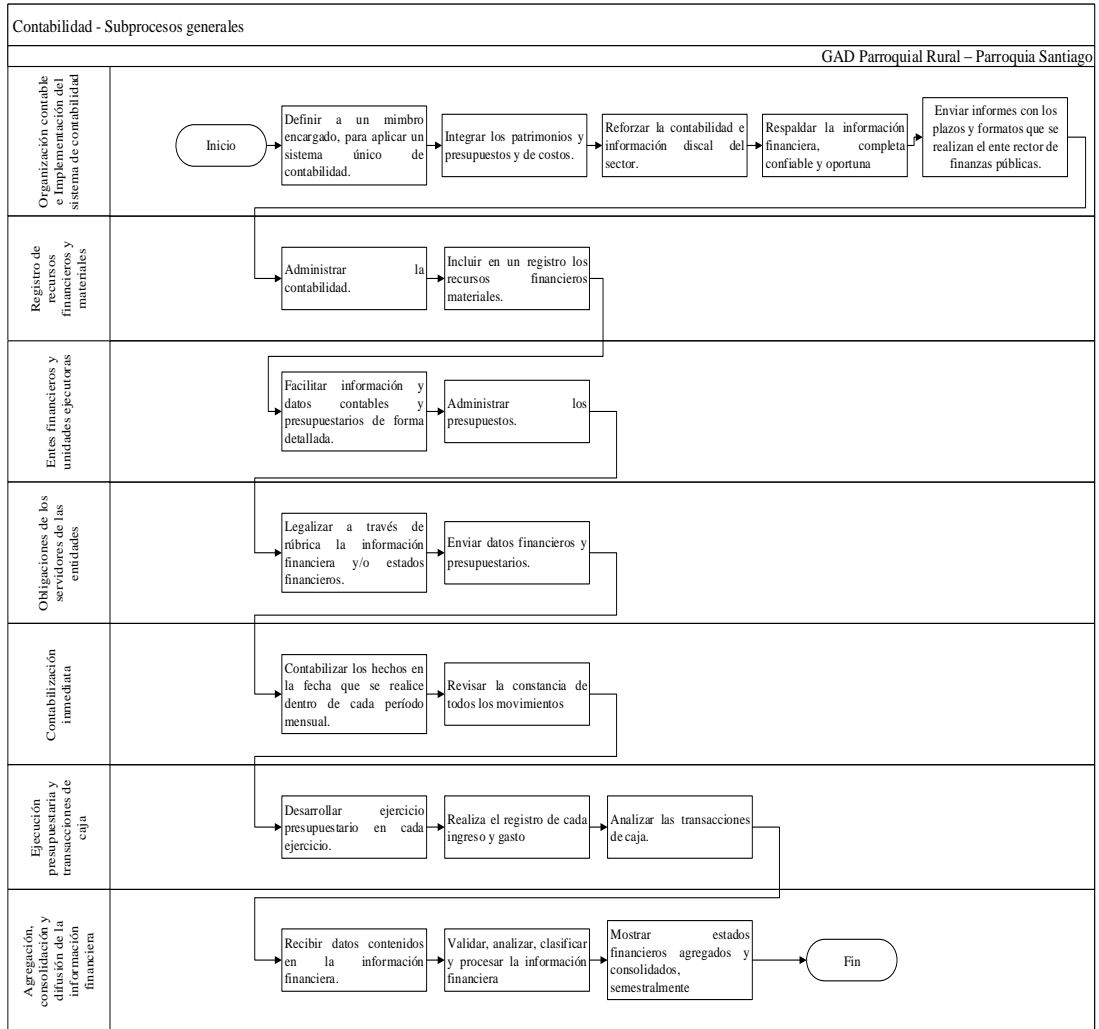 Contabilidad - Subprocesos generales
GAD Parroquial Rural – Parroquia Santiago
Organización contable
e Implementación del
sistema de contabilidad
Inicio
Definir a un mimbro
encargado, para aplicar un
sistema único de
contabilidad.
Integrar los patrimonios y
presupuestos y de costos.
Reforzar la contabilidad e
información discal del
sector.
Respaldar la información
financiera, completa
confiable y oportuna
Enviar informes con los
plazos y formatos que se
realizan el ente rector de
finanzas públicas.
Registro de
recursos
financieros y
materiales
Administrar la
contabilidad.
Incluir en un registro los
recursos financieros
materiales.
Entes financieros y
unidades ejecutoras
Facilitar información y
datos contables y
presupuestarios de forma
detallada.
Administrar los
presupuestos.
Obligaciones de los
servidores de las
entidades
Legalizar a través de
rúbrica la información
financiera y/o estados
financieros.
Enviar datos financieros y
presupuestarios.
Contabilización
inmediata
Contabilizar los hechos en
la fecha que se realice
dentro de cada período
mensual.
Revisar la constancia de
todos los movimientos
Ejecución
presupuestaria y
transacciones de
caja
Desarrollar ejercicio
presupuestario en cada
ejercicio.
Realiza el registro de cada
ingreso y gasto
Analizar las transacciones
de caja.
Agregación,
consolidación y
difusión de la
información
financiera
Recibir datos contenidos
en la información
financiera.
Validar, analizar, clasificar
y procesar la información
financiera
Mostrar estados
financieros agregados y
consolidados,
semestralmente
Fin